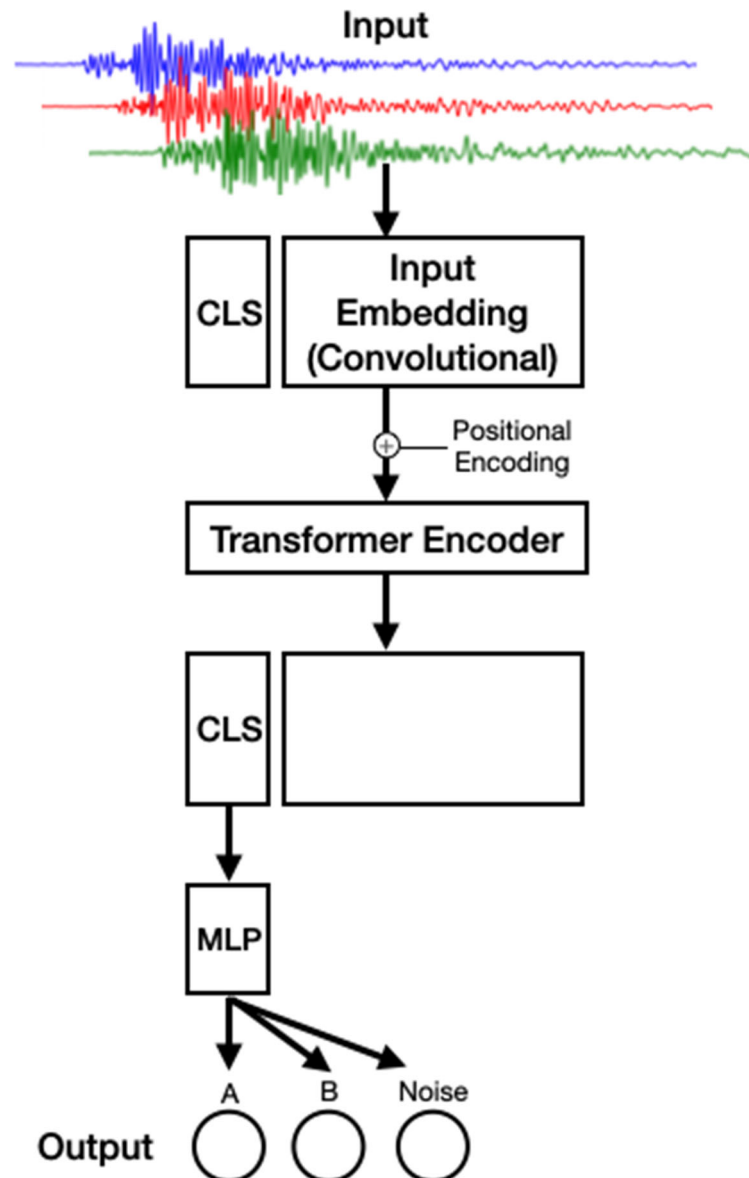 Input
CLS
Input
Embedding
(Convolutional)
+
Positional
Encoding
Transformer Encoder
CLS
MLP
A
B
Noise
Output